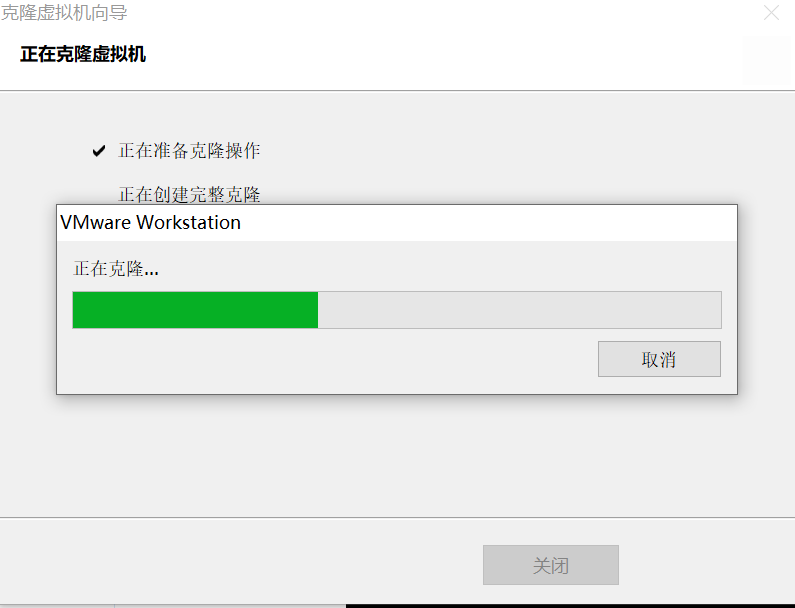 克隆虚拟机向导
正在克隆虚拟机
正在准备克隆操作
正在创建完整克隆
VMware Workstation
正在克隆...
取消
关闭